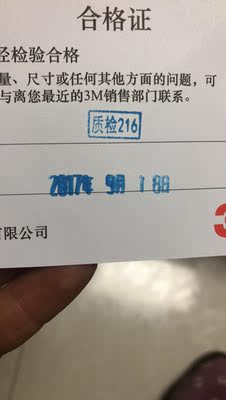 合格证
经检验合格
量、尺寸或任何其他方面的问题，可
与离您最近的3M销售部门联系。
质检216
2017年 9月 18日
有限公司
3